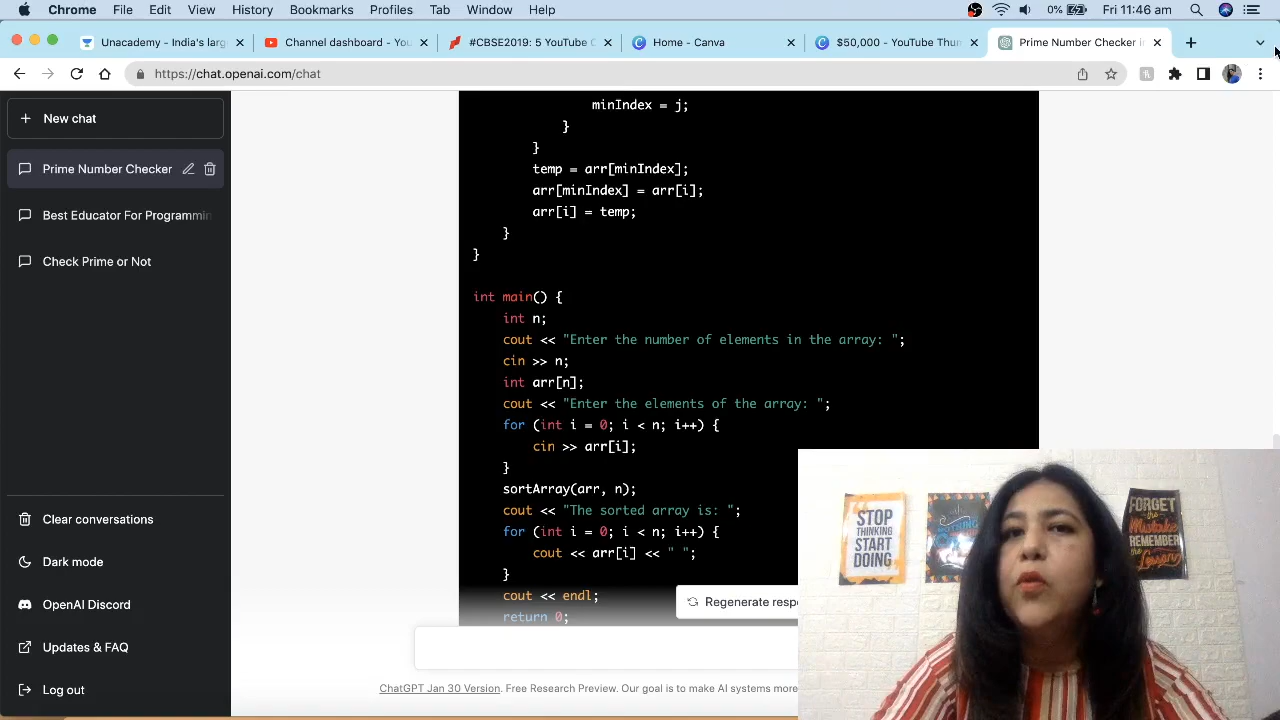 Chrome File Edit View History Bookmarks Profiles Tab Window Help 0% Fri 11:46 am
Unacademy - India's larg Channel dashboard - You #CBSE2019: 5 YouTube C Home - Canva $50,000 - YouTube Thum Prime Number Checker in
https://chat.openai.com/chat
New chat
Prime Number Checker
Best Educator For Programmin
Check Prime or Not
Clear conversations
Dark mode
OpenAI Discord
Updates & FAQ
Log out
minIndex = j;
}
}
temp = arr[minIndex];
arr[minIndex] = arr[i];
arr[i] = temp;
}
}
int main() {
int n;
cout << "Enter the number of elements in the array: ";
cin >> n;
int arr[n];
cout << "Enter the elements of the array: ";
for (int i = 0; i < n; i++) {
cin >> arr[i];
}
sortArray(arr, n);
cout << "The sorted array is: ";
for (int i = 0; i < n; i++) {
cout << arr[i] << " ";
}
cout << endl;
return 0;
Regenerate resp
ChatGPT Jan 30 Version. Free Research Preview. Our goal is to make AI systems more
STOP
THINKING
START
DOING
FORGET
the
Mistake
REMEMBER
the
Lesson